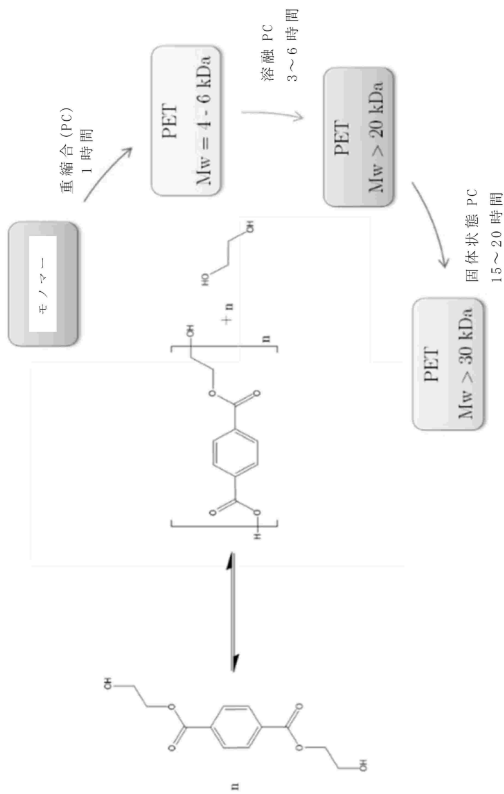 モノマー
重縮合(PC)
1時間
PET
Mw = 4 - 6 kDa
溶融 PC
3～6 時間
PET
Mw > 20 kDa
固体状態 PC
15～20 時間
PET
Mw > 30 kDa
n
OH
O
O
O
O
OH
H
O
O
O
O
OH
n
+ n
HO
OH